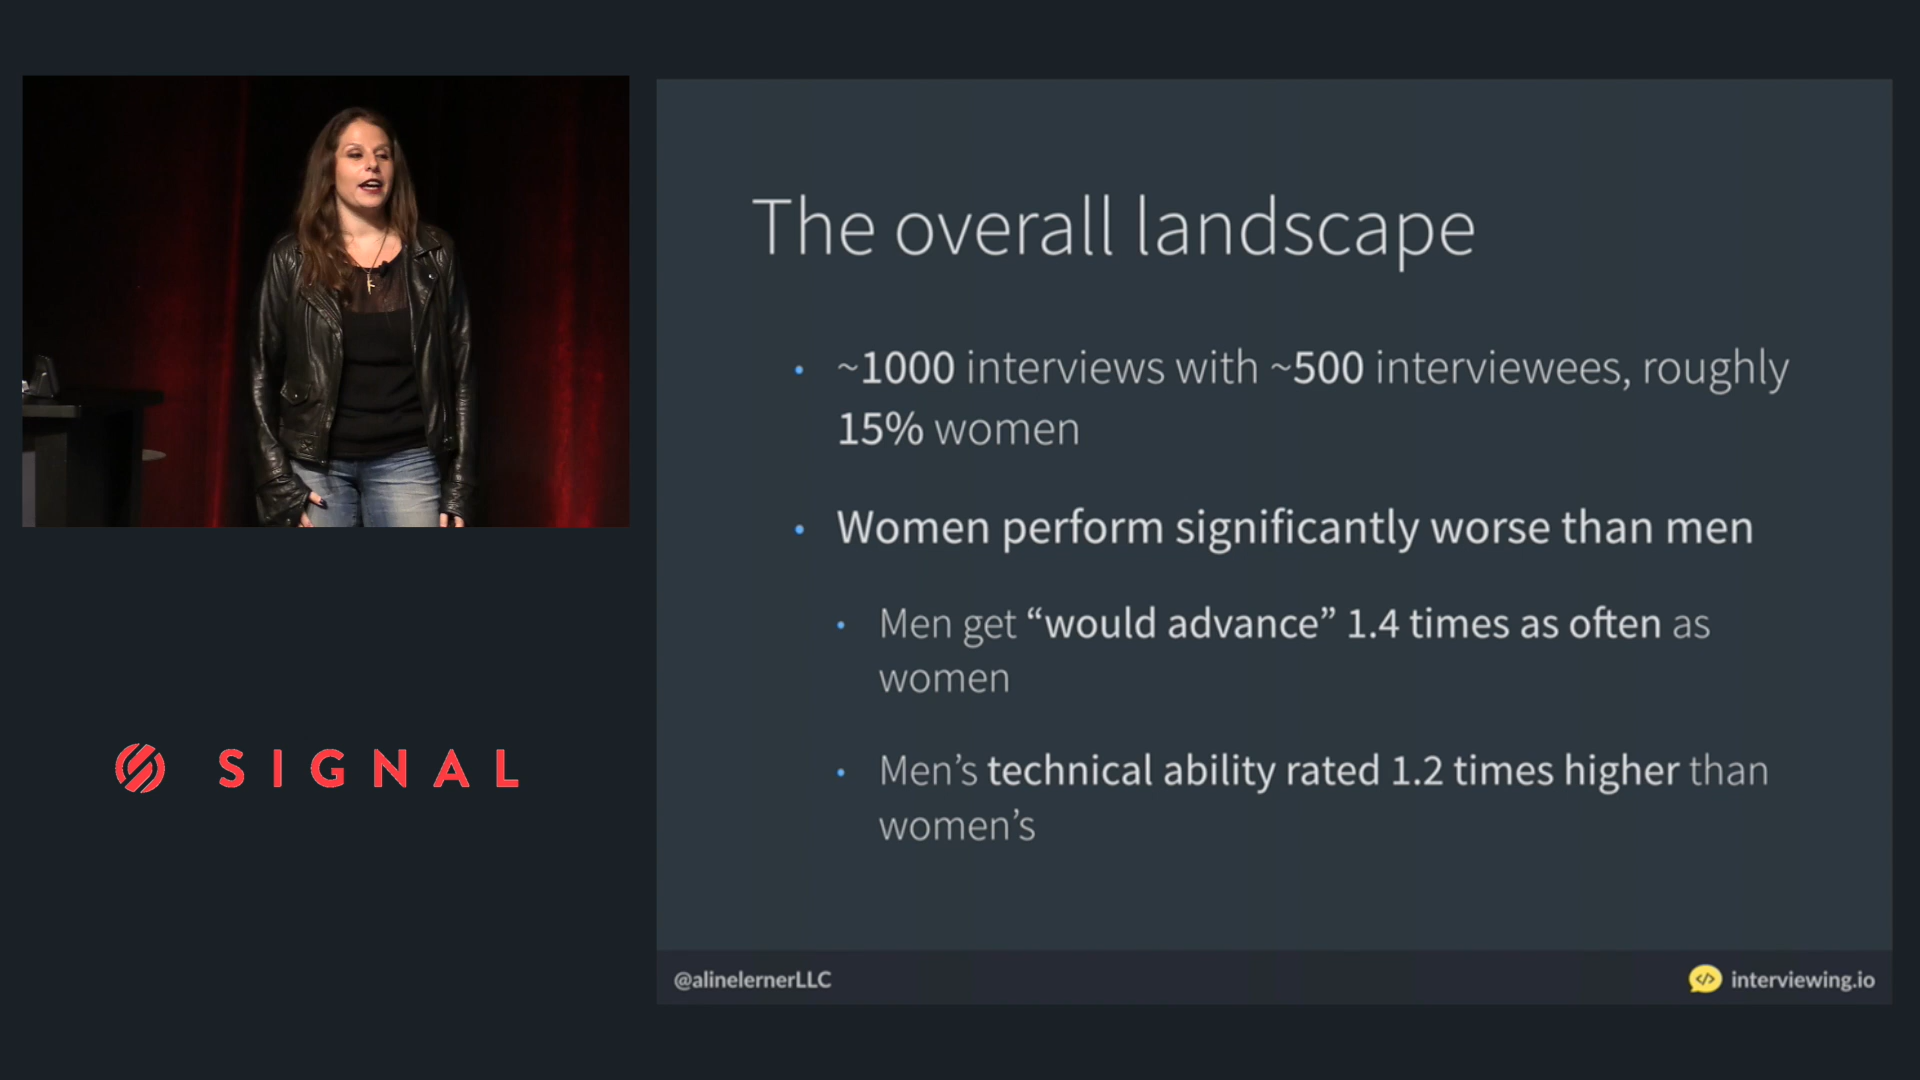 The overall landscape
~1000 interviews with ~500 interviewees, roughly
15% women
Women perform significantly worse than men
Men get “would advance” 1.4 times as often as
women
Men’s technical ability rated 1.2 times higher than
women’s
SIGNAL
@alinelernerLLC
</> interviewing.io